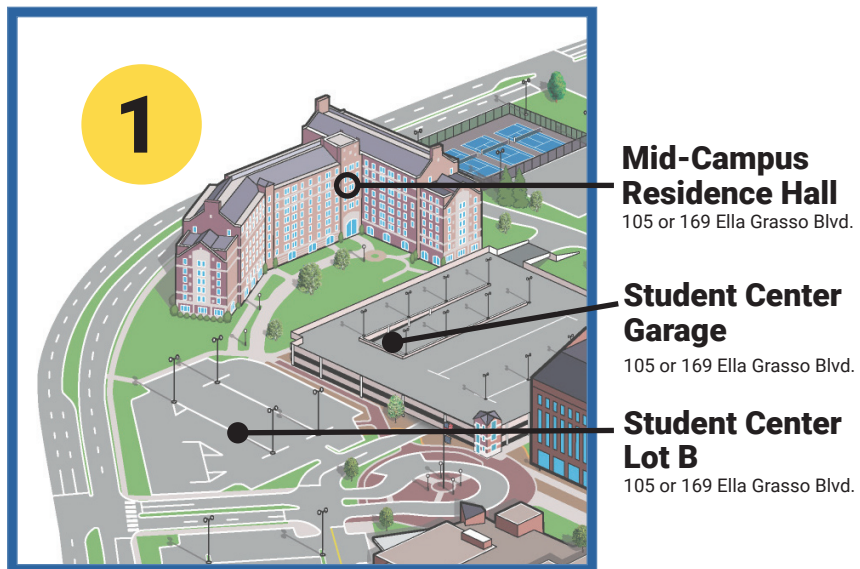 1
Mid-Campus
Residence Hall
105 or 169 Ella Grasso Blvd.
Student Center
Garage
105 or 169 Ella Grasso Blvd.
Student Center
Lot B
105 or 169 Ella Grasso Blvd.